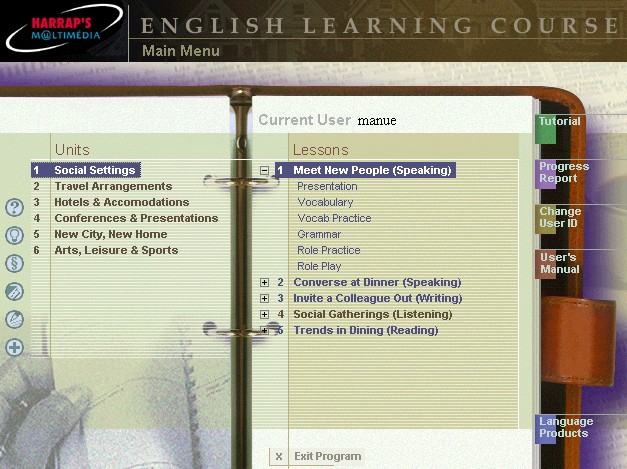 HARRAP'S
M@LTIMÉDIA
ENGLISH LEARNING COURSE
Main Menu
Current User manue
Units
1 Social Settings
2 Travel Arrangements
3 Hotels & Accomodations
4 Conferences & Presentations
5 New City, New Home
6 Arts, Leisure & Sports
Lessons
1 Meet New People (Speaking)
Presentation
Vocabulary
Vocab Practice
Grammar
Role Practice
Role Play
2 Converse at Dinner (Speaking)
3 Invite a Colleague Out (Writing)
4 Social Gatherings (Listening)
5 Trends in Dining (Reading)
X Exit Program
Tutorial
Progress
Report
Change
User ID
User's
Manual
Language
Products